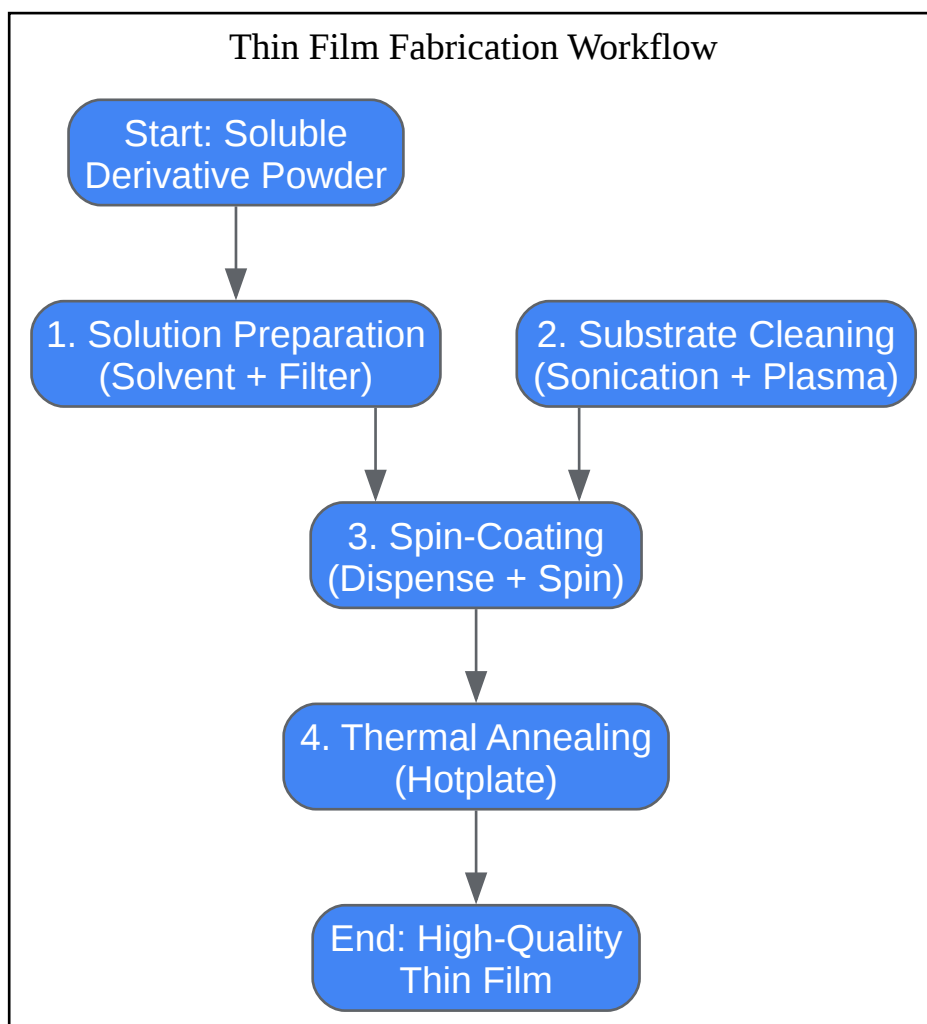 Thin Film Fabrication Workflow
Start: Soluble
Derivative Powder
1. Solution Preparation
(Solvent + Filter)
2. Substrate Cleaning
(Sonication + Plasma)
3. Spin-Coating
(Dispense + Spin)
4. Thermal Annealing
(Hotplate)
End: High-Quality
Thin Film